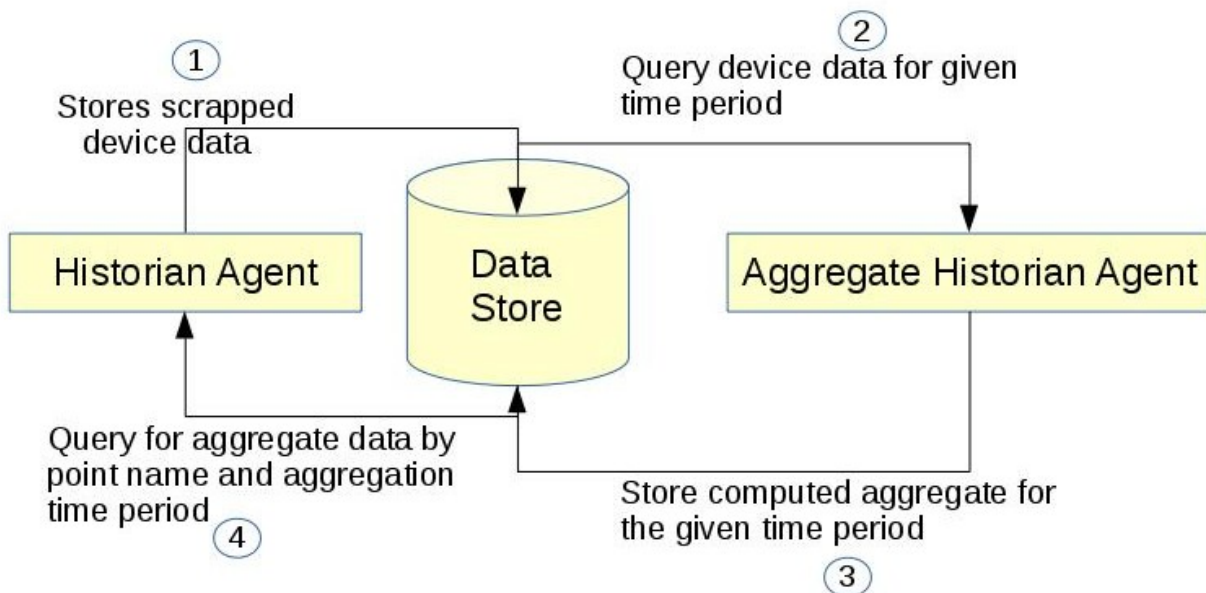 1
Stores scrapped
device data
2
Query device data for given
time period
Historian Agent
Data
Store
Aggregate Historian Agent
Query for aggregate data by
point name and aggregation
time period
4
Store computed aggregate for
the given time period
3